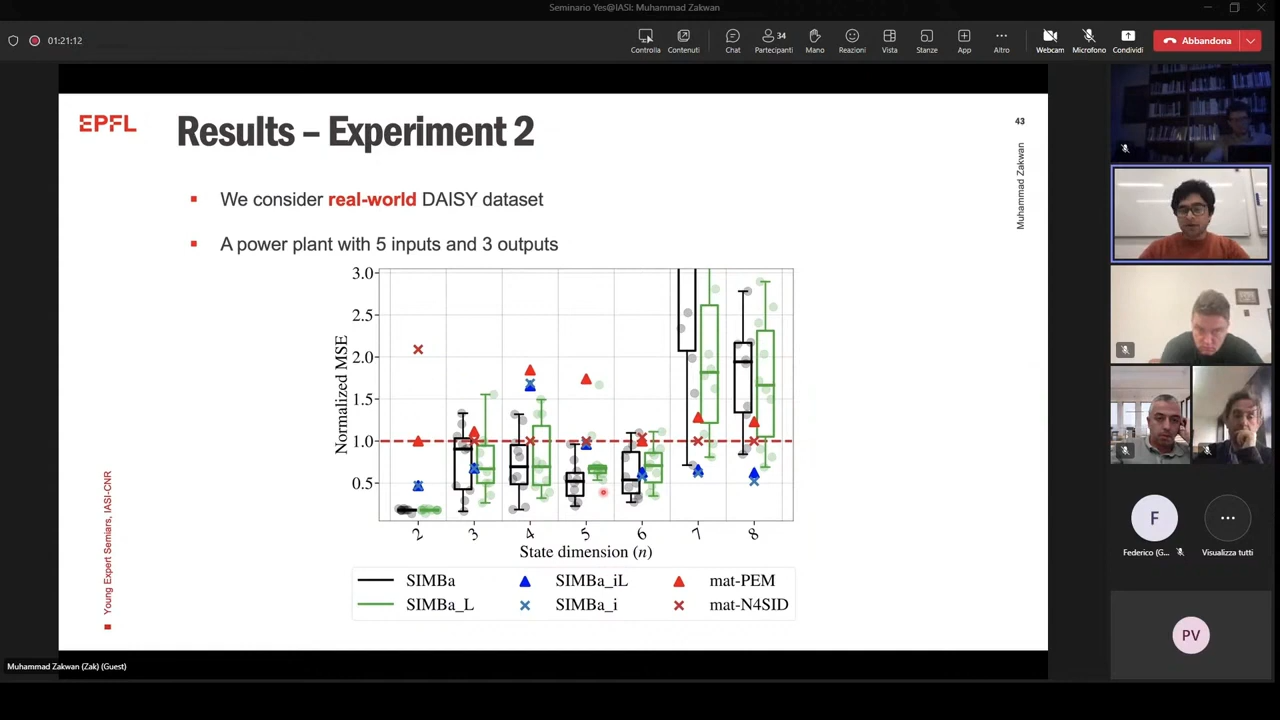 Seminario Yes@IASI: Muhammad Zakwan
01:21:12
Controlla
Contenuti
Chat
34
Partecipanti
Mano
Reazioni
Vista
Stanze
App
Altro
Webcam
Microfono
Condividi
Abbandona
EPFL
Results – Experiment 2
43
Muhammad Zakwan
We consider real-world DAISY dataset
A power plant with 5 inputs and 3 outputs
Normalized MSE
3.0
2.5
2.0
1.5
1.0
0.5
2
3
4
5
6
7
8
State dimension (n)
SIMBa
SIMBa_iL
mat-PEM
SIMBa_L
SIMBa_i
mat-N4SID
Young Expert Semiars, IASI-CNR
Muhammad Zakwan (Zak) (Guest)
F
Federico (G...
Visualizza tutti
PV